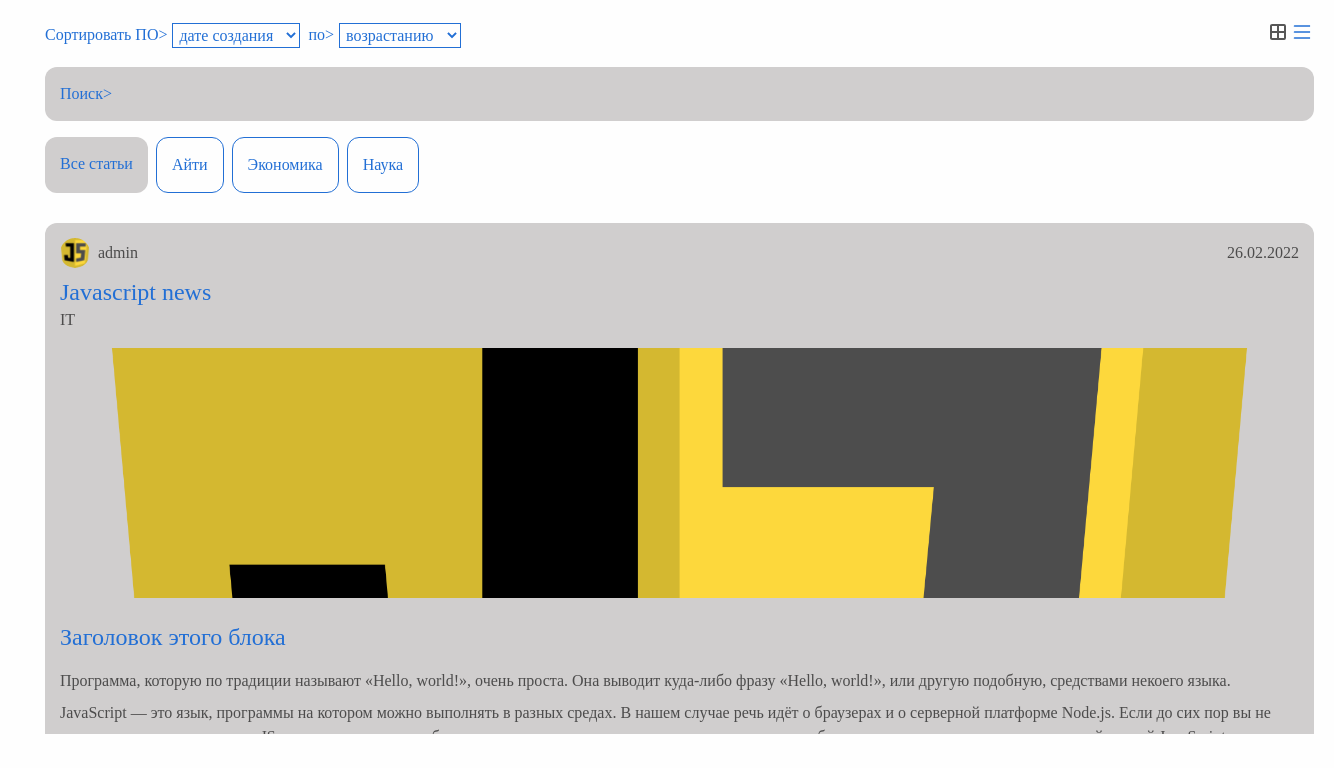 Сортировать ПО> дате создания по> возрастанию
Поиск>
Все статьи Айти Экономика Наука
JS admin 26.02.2022
Javascript news
IT
Заголовок этого блока
Программа, которую по традиции называют «Hello, world!», очень проста. Она выводит куда-либо фразу «Hello, world!», или другую подобную, средствами некоего языка.
JavaScript — это язык, программы на котором можно выполнять в разных средах. В нашем случае речь идёт о браузерах и о серверной платформе Node.js. Если до сих пор вы не